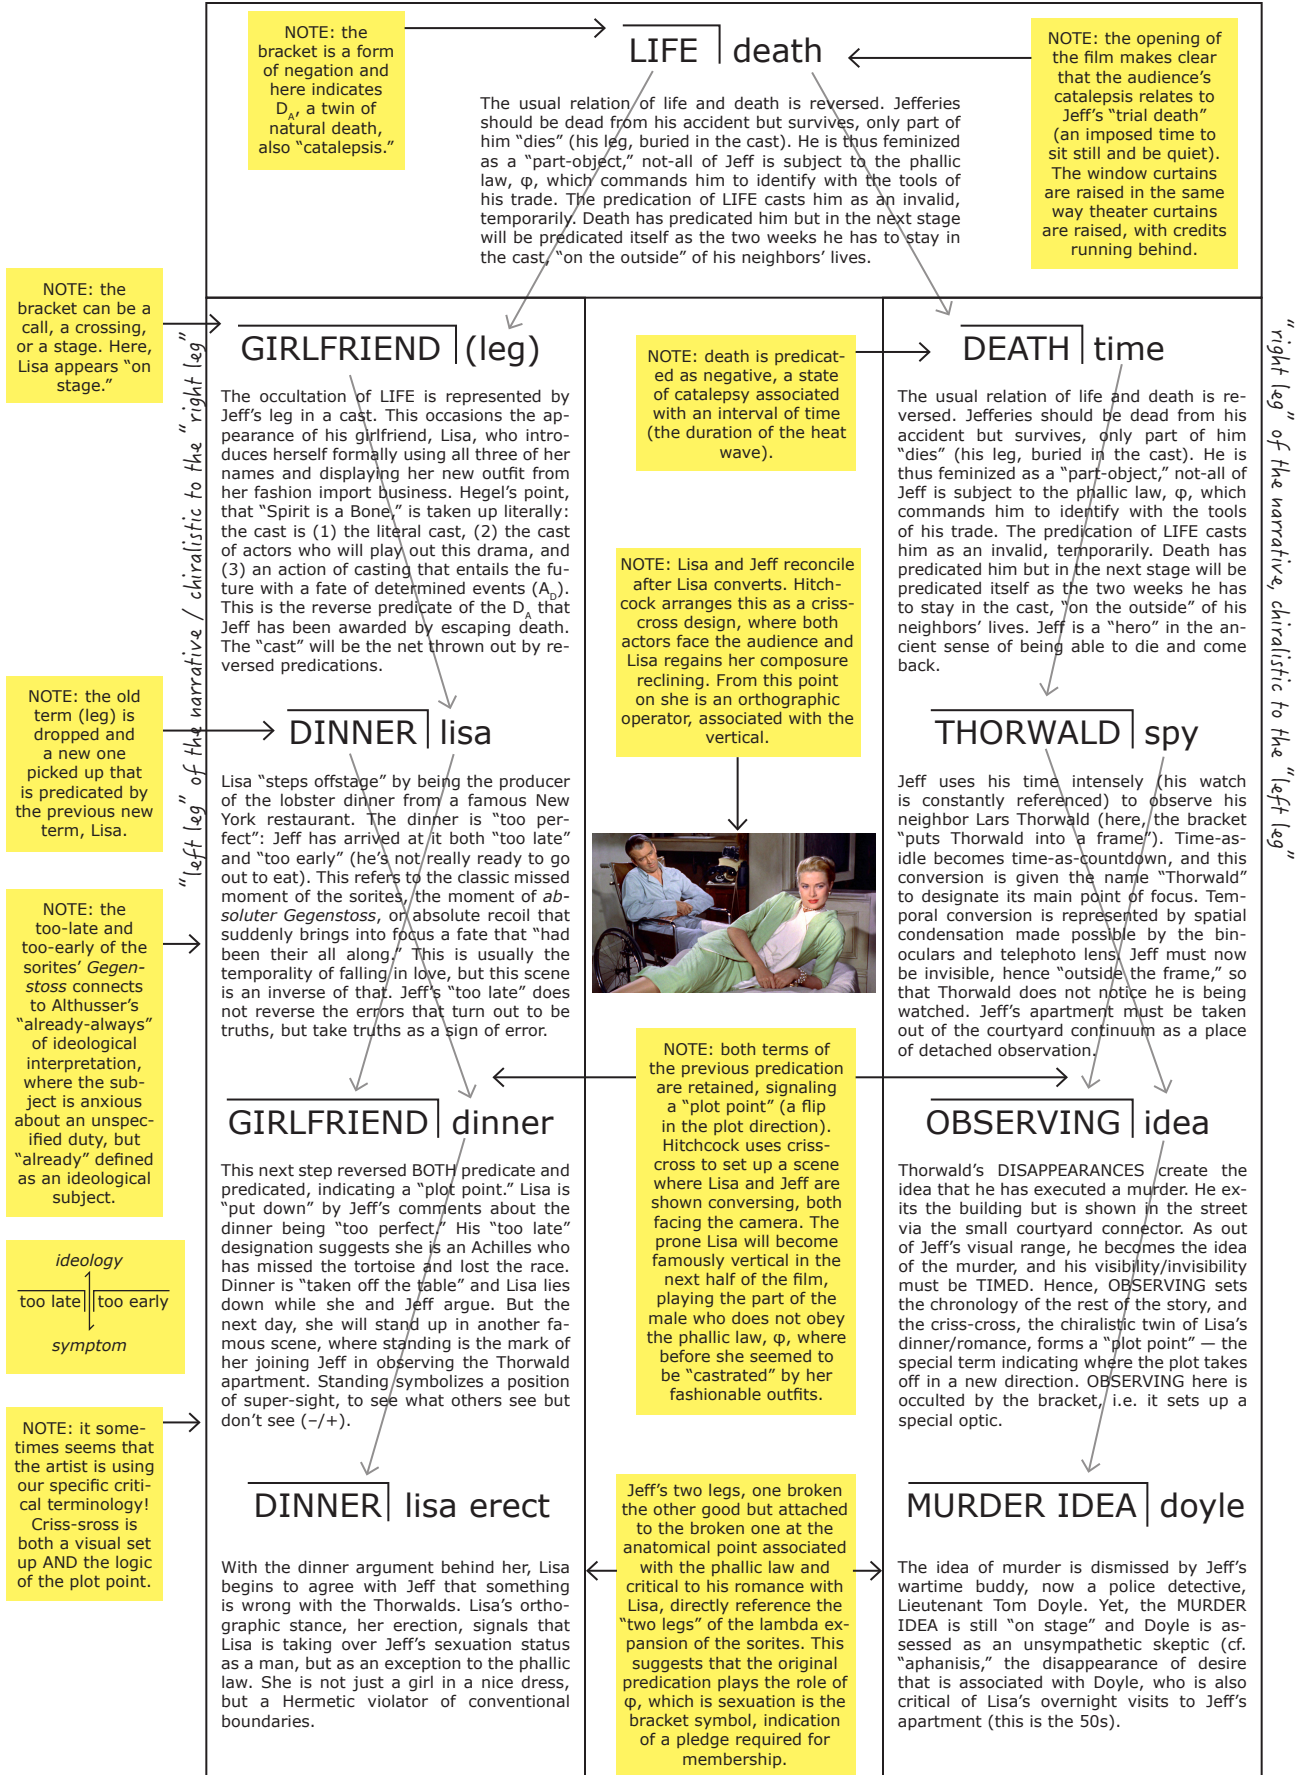 NOTE: the
bracket is a form
of negation and
here indicates
D_A, a twin of
natural death,
also “catalepsis.”
LIFE death
NOTE: the opening of
the film makes clear
that the audience’s
catalepsis relates to
Jeff’s “trial death”
(an imposed time to
sit still and be quiet).
The window curtains
are raised in the same
way theater curtains
are raised, with credits
running behind.
The usual relation of life and death is reversed. Jefferies
should be dead from his accident but survives, only part of
him “dies” (his leg, buried in the cast). He is thus feminized
as a “part-object,” not-all of Jeff is subject to the phallic
law, φ, which commands him to identify with the tools of
his trade. The predication of LIFE casts him as an invalid,
temporarily. Death has predicated him but in the next stage
will be predicated itself as the two weeks he has to stay in
the cast, “on the outside” of his neighbors’ lives.
NOTE: the
bracket can be a
call, a crossing,
or a stage. Here,
Lisa appears “on
stage.”
“left leg” of the narrative / chiralistic to the “right leg”
GIRLFRIEND (leg)
The occultation of LIFE is represented by
Jeff’s leg in a cast. This occasions the ap-
pearance of his girlfriend, Lisa, who intro-
duces herself formally using all three of her
names and displaying her new outfit from
her fashion import business. Hegel’s point,
that “Spirit is a Bone,” is taken up literally:
the cast is (1) the literal cast, (2) the cast
of actors who will play out this drama, and
(3) an action of casting that entails the fu-
ture with a fate of determined events (A_D).
This is the reverse predicate of the D_A that
Jeff has been awarded by escaping death.
The “cast” will be the net thrown out by re-
versed predications.
NOTE: death is predicat-
ed as negative, a state
of catalepsy associated
with an interval of time
(the duration of the heat
wave).
DEATH time
The usual relation of life and death is re-
versed. Jefferies should be dead from his
accident but survives, only part of him
“dies” (his leg, buried in the cast). He is
thus feminized as a “part-object,” not-all of
Jeff is subject to the phallic law, φ, which
commands him to identify with the tools
of his trade. The predication of LIFE casts
him as an invalid, temporarily. Death has
predicated him but in the next stage will be
predicated itself as the two weeks he has
to stay in the cast, “on the outside” of his
neighbors’ lives. Jeff is a “hero” in the an-
cient sense of being able to die and come
back.
“right leg” of the narrative, chiralistic to the “left leg”
NOTE: Lisa and Jeff reconcile
after Lisa converts. Hitch-
cock arranges this as a criss-
cross design, where both
actors face the audience and
Lisa regains her composure
reclining. From this point
on she is an orthographic
operator, associated with the
vertical.
NOTE: the old
term (leg) is
dropped and
a new one
picked up that
is predicated by
the previous new
term, Lisa.
DINNER lisa
Lisa “steps offstage” by being the producer
of the lobster dinner from a famous New
York restaurant. The dinner is “too per-
fect”: Jeff has arrived at it both “too late”
and “too early” (he’s not really ready to go
out to eat). This refers to the classic missed
moment of the sorites, the moment of ab-
soluter Gegenstoss, or absolute recoil that
suddenly brings into focus a fate that “had
been their all along.” This is usually the
temporality of falling in love, but this scene
is an inverse of that. Jeff’s “too late” does
not reverse the errors that turn out to be
truths, but take truths as a sign of error.
THORWALD spy
Jeff uses his time intensely (his watch
is constantly referenced) to observe his
neighbor Lars Thorwald (here, the bracket
“puts Thorwald into a frame”). Time-as-
idle becomes time-as-countdown, and this
conversion is given the name “Thorwald”
to designate its main point of focus. Tem-
poral conversion is represented by spatial
condensation made possible by the bin-
oculars and telephoto lens. Jeff must now
be invisible, hence “outside the frame,” so
that Thorwald does not notice he is being
watched. Jeff’s apartment must be taken
out of the courtyard continuum as a place
of detached observation.
NOTE: the
too-late and
too-early of the
sorites’ Gegen-
stoss connects
to Althusser’s
“already-always”
of ideological
interpretation,
where the sub-
ject is anxious
about an unspec-
ified duty, but
“already” defined
as an ideological
subject.
NOTE: both terms of
the previous predication
are retained, signaling
a “plot point” (a flip
in the plot direction).
Hitchcock uses criss-
cross to set up a scene
where Lisa and Jeff are
shown conversing, both
facing the camera. The
prone Lisa will become
famously vertical in the
next half of the film,
playing the part of the
male who does not obey
the phallic law, φ, where
before she seemed to
be “castrated” by her
fashionable outfits.
GIRLFRIEND dinner
This next step reversed BOTH predicate and
predicated, indicating a “plot point.” Lisa is
“put down” by Jeff’s comments about the
dinner being “too perfect.” His “too late”
designation suggests she is an Achilles who
has missed the tortoise and lost the race.
Dinner is “taken off the table” and Lisa lies
down while she and Jeff argue. But the
next day, she will stand up in another fa-
mous scene, where standing is the mark of
her joining Jeff in observing the Thorwald
apartment. Standing symbolizes a position
of super-sight, to see what others see but
don’t see (–/+).
OBSERVING idea
Thorwald’s DISAPPEARANCES create the
idea that he has executed a murder. He ex-
its the building but is shown in the street
via the small courtyard connector. As out
of Jeff’s visual range, he becomes the idea
of the murder, and his visibility/invisibility
must be TIMED. Hence, OBSERVING sets
the chronology of the rest of the story, and
the criss-cross, the chiralistic twin of Lisa’s
dinner/romance, forms a “plot point” — the
special term indicating where the plot takes
off in a new direction. OBSERVING here is
occulted by the bracket, i.e. it sets up a
special optic.
ideology
too late too early
symptom
NOTE: it some-
times seems that
the artist is using
our specific criti-
cal terminology!
Criss-sross is
both a visual set
up AND the logic
of the plot point.
DINNER lisa erect
With the dinner argument behind her, Lisa
begins to agree with Jeff that something
is wrong with the Thorwalds. Lisa’s ortho-
graphic stance, her erection, signals that
Lisa is taking over Jeff’s sexuation status
as a man, but as an exception to the phallic
law. She is not just a girl in a nice dress,
but a Hermetic violator of conventional
boundaries.
Jeff’s two legs, one broken
the other good but attached
to the broken one at the
anatomical point associated
with the phallic law and
critical to his romance with
Lisa, directly reference the
“two legs” of the lambda ex-
pansion of the sorites. This
suggests that the original
predication plays the role of
φ, which is sexuation is the
bracket symbol, indication
of a pledge required for
membership.
MURDER IDEA doyle
The idea of murder is dismissed by Jeff’s
wartime buddy, now a police detective,
Lieutenant Tom Doyle. Yet, the MURDER
IDEA is still “on stage” and Doyle is as-
sessed as an unsympathetic skeptic (cf.
“aphanisis,” the disappearance of desire
that is associated with Doyle, who is also
critical of Lisa’s overnight visits to Jeff’s
apartment (this is the 50s).